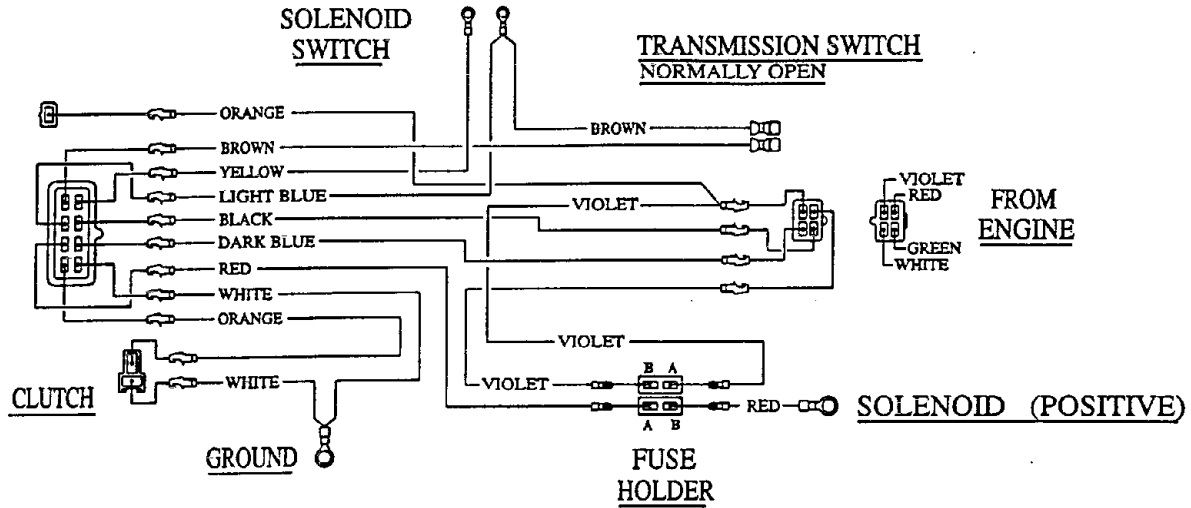 SOLENOID
SWITCH
TRANSMISSION SWITCH
NORMALLY OPEN
ORANGE
BROWN
BROWN
YELLOW
LIGHT BLUE
VIOLET
BLACK
DARK BLUE
RED
WHITE
ORANGE
VIOLET
RED
GREEN
WHITE
FROM
ENGINE
VIOLET
B A
VIOLET
WHITE
CLUTCH
RED
SOLENOID (POSITIVE)
A B
GROUND
FUSE
HOLDER